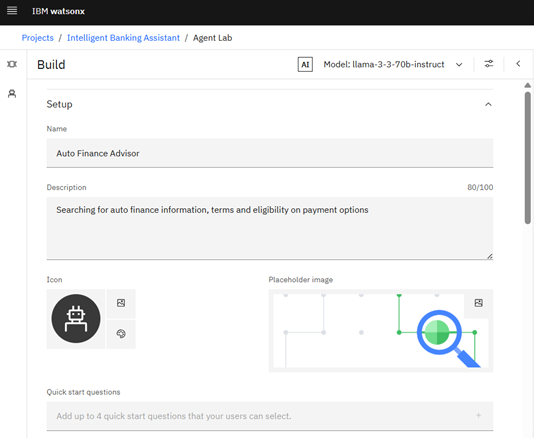 IBM watsonx
Projects / Intelligent Banking Assistant / Agent Lab
Build
AI
Model: llama-3-3-70b-instruct
Setup
Name
Auto Finance Advisor
Description
80/100
Searching for auto finance information, terms and eligibility on payment options
Icon
Placeholder image
Quick start questions
Add up to 4 quick start questions that your users can select.